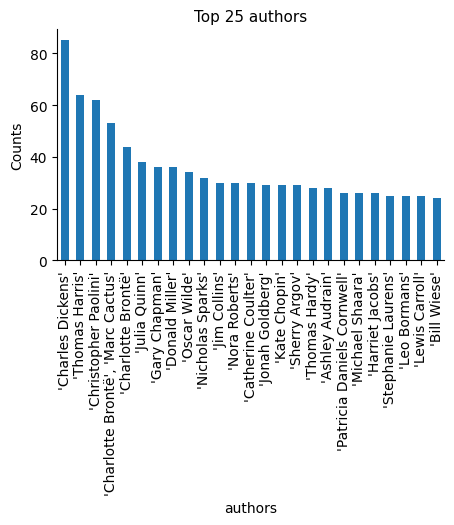 Top 25 authors
Counts
80
60
40
20
0
'Charles Dickens'
'Thomas Harris'
'Christopher Paolini'
'Charlotte Brontë', 'Marc Cactus'
'Charlotte Brontë'
'Julia Quinn'
'Gary Chapman'
'Donald Miller'
'Oscar Wilde'
'Nicholas Sparks'
'Jim Collins'
'Nora Roberts'
'Catherine Coulter'
'Jonah Goldberg'
'Kate Chopin'
'Sherry Argov'
'Thomas Hardy'
'Ashley Audrain'
'Patricia Daniels Cornwell'
'Michael Shaara'
'Harriet Jacobs'
'Stephanie Laurens'
'Leo Bormans'
'Lewis Carroll'
'Bill Wiese'
authors